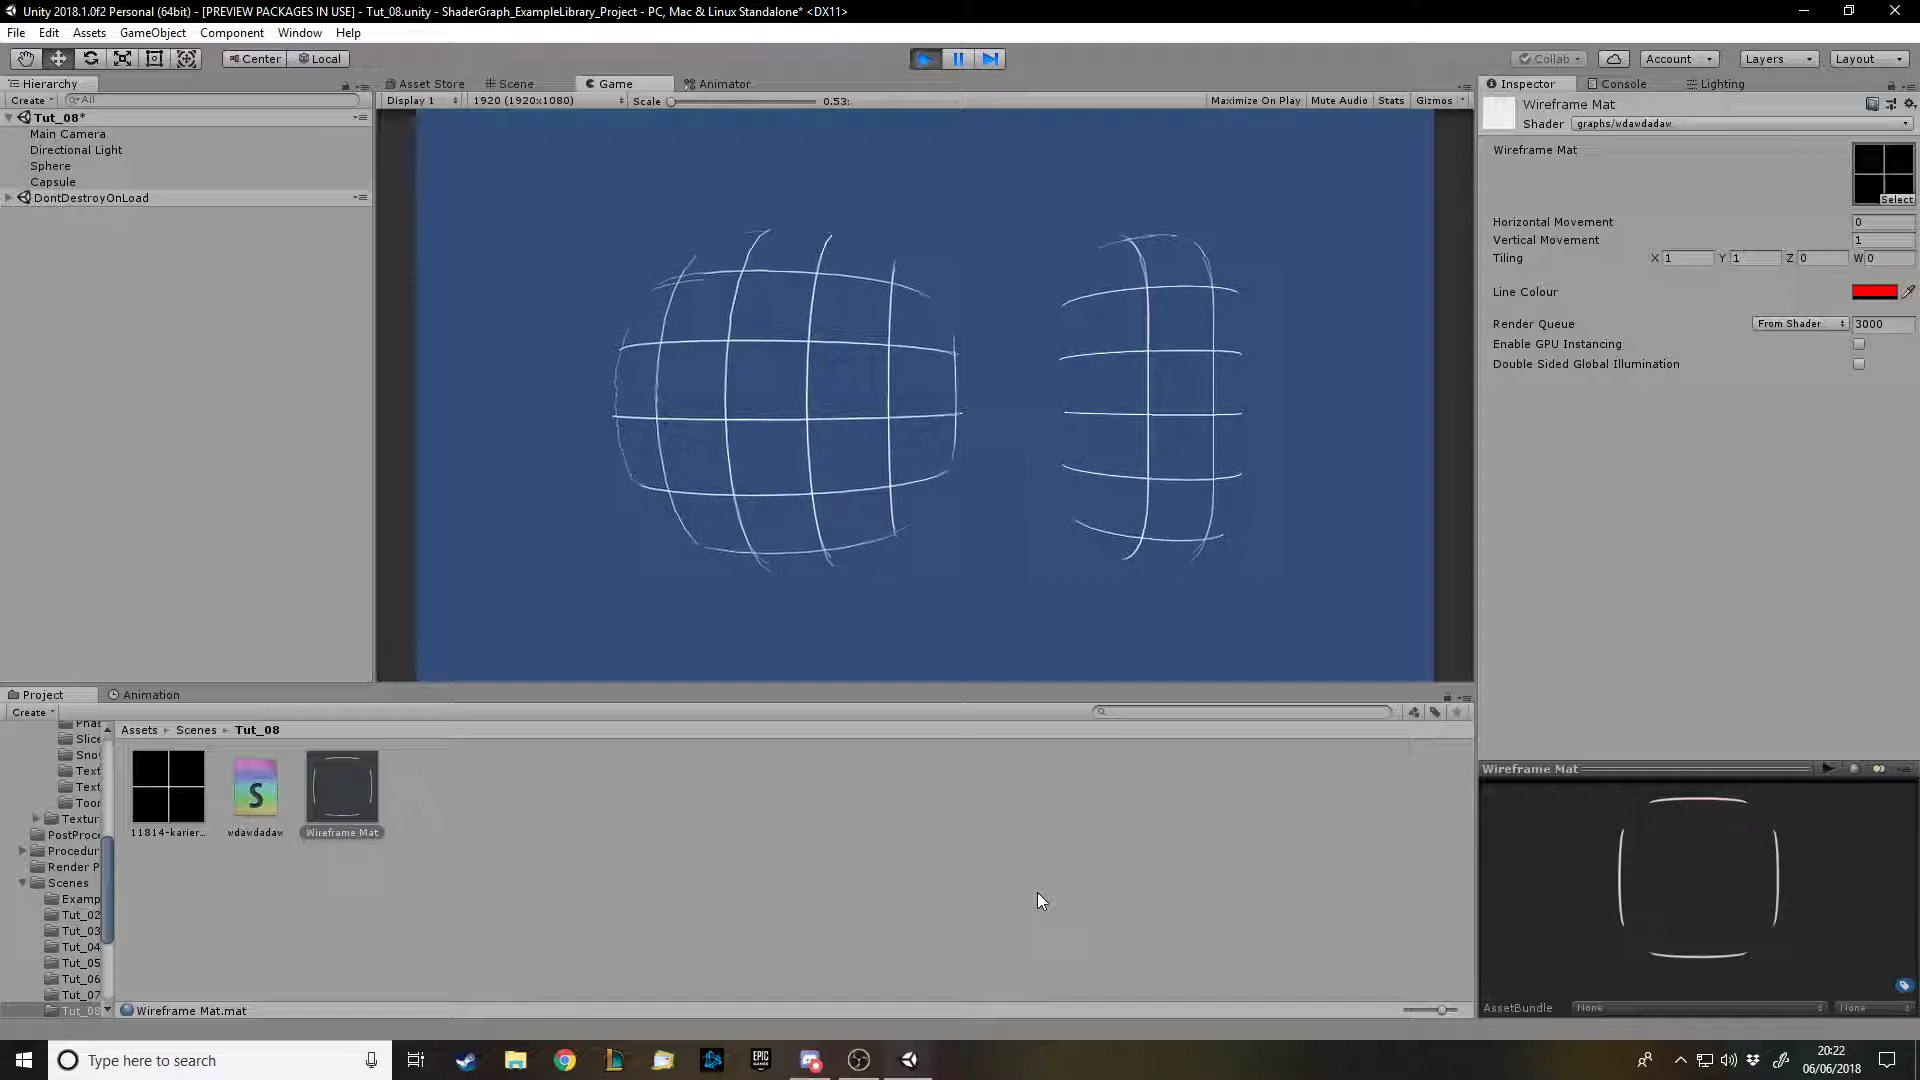 Unity 2018.1.0f2 Personal (64bit) - [PREVIEW PACKAGES IN USE] - Tut_08.unity - ShaderGraph_ExampleLibrary_Project - PC, Mac & Linux Standalone* <DX11>
File Edit Assets GameObject Component Window Help
Center Local Collab Account Layers Layout
Hierarchy
Create All
Tut_08*
Main Camera
Directional Light
Sphere
Capsule
DontDestroyOnLoad
Asset Store Scene Game Animator
Display 1 1920 (1920x1080) Scale 0.53: Maximize On Play Mute Audio Stats Gizmos
Inspector Console Lighting
Wireframe Mat
Shader graphs/wdawdadaw
Wireframe Mat
Select
Horizontal Movement 0
Vertical Movement 1
Tiling X 1 Y 1 Z 0 W 0
Line Colour
Render Queue From Shader 3000
Enable GPU Instancing
Double Sided Global Illumination
Project Animation
Create
Phas
Slice
Sno
Text
Text
Toor
Textur
PostProce
Procedur
Render P
Scenes
Examp
Tut_02
Tut_03
Tut_04
Tut_05
Tut_06
Tut_07
Tut_08
Assets Scenes Tut_08
11814-karier... wdawdadaw Wireframe Mat
Wireframe Mat.mat
Wireframe Mat
AssetBundle None None
Type here to search
EPIC GAMES
20:22
06/06/2018